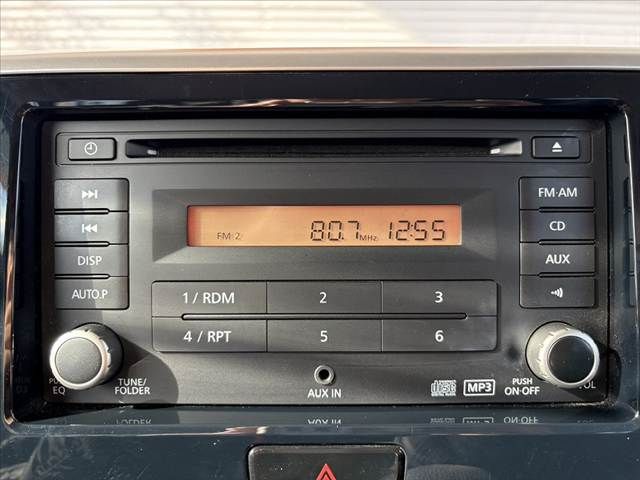 FM-2 80.7 MHz 12:55
FM·AM
CD
DISP
AUX
AUTO.P
1 / RDM
2
3
4 / RPT
5
6
EQ
TUNE/
FOLDER
AUX IN
MP3
PUSH
ON·OFF